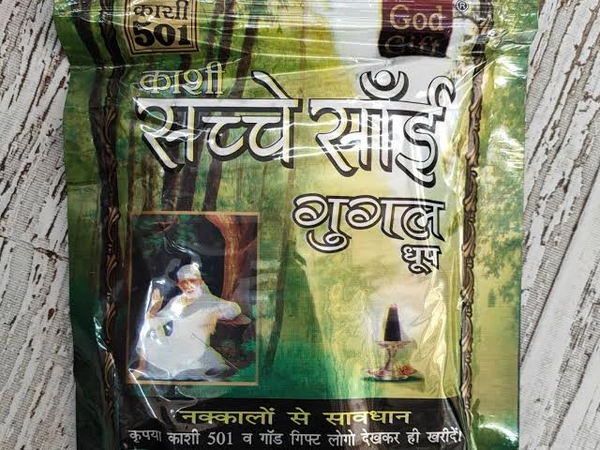 काशी
501
God
Gift
®
काशी
सच्चे साँई
गुगल
धूप
नक्कालों से सावधान
कृपया काशी 501 व गॉड गिफ्ट लोगो देखकर ही खरीदें।